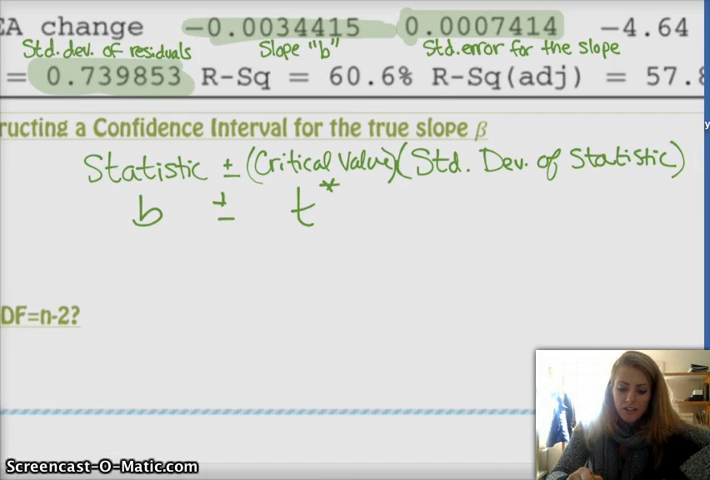 EA change -0.0034415 0.0007414 -4.64
Std. dev. of residuals Slope "b" Std. error for the slope
= 0.739853 R-Sq = 60.6% R-Sq(adj) = 57.8
ructing a Confidence Interval for the true slope β
Statistic ± (Critical Value)(Std. Dev. of Statistic)
b ± t*
DF=n-2?
Screencast-O-Matic.com